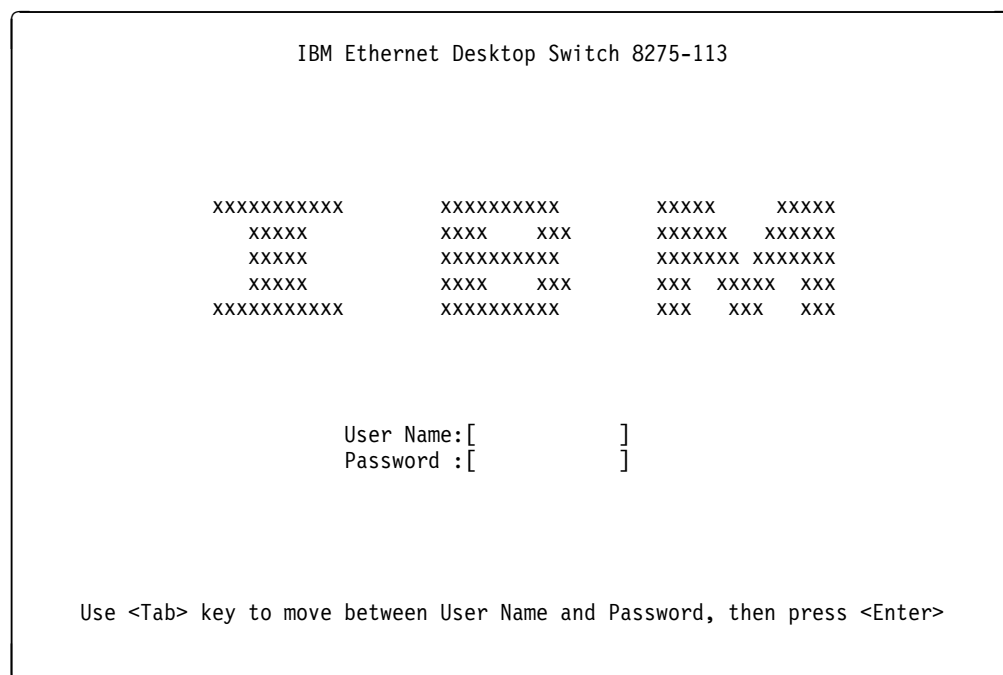 IBM Ethernet Desktop Switch 8275-113
xxxxxxxxxxx xxxxxxxxxx xxxxx xxxxx
xxxxx xxxx xxx xxxxxx xxxxxx
xxxxx xxxxxxxxxx xxxxxxx xxxxxxx
xxxxx xxxx xxx xxx xxxxx xxx
xxxxxxxxxxx xxxxxxxxxx xxx xxx xxx
User Name:[ ]
Password :[ ]
Use <Tab> key to move between User Name and Password, then press <Enter>